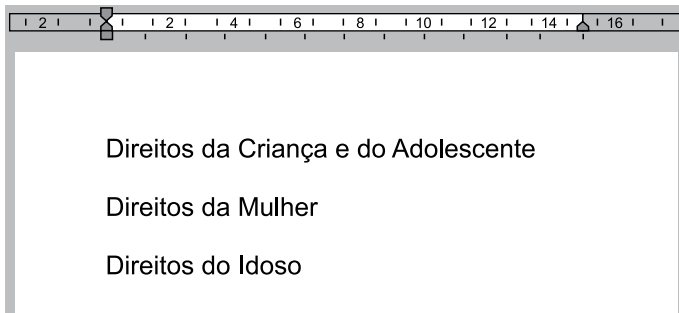 2 2 4 6 8 10 12 14 16
Direitos da Criança e do Adolescente
Direitos da Mulher
Direitos do Idoso